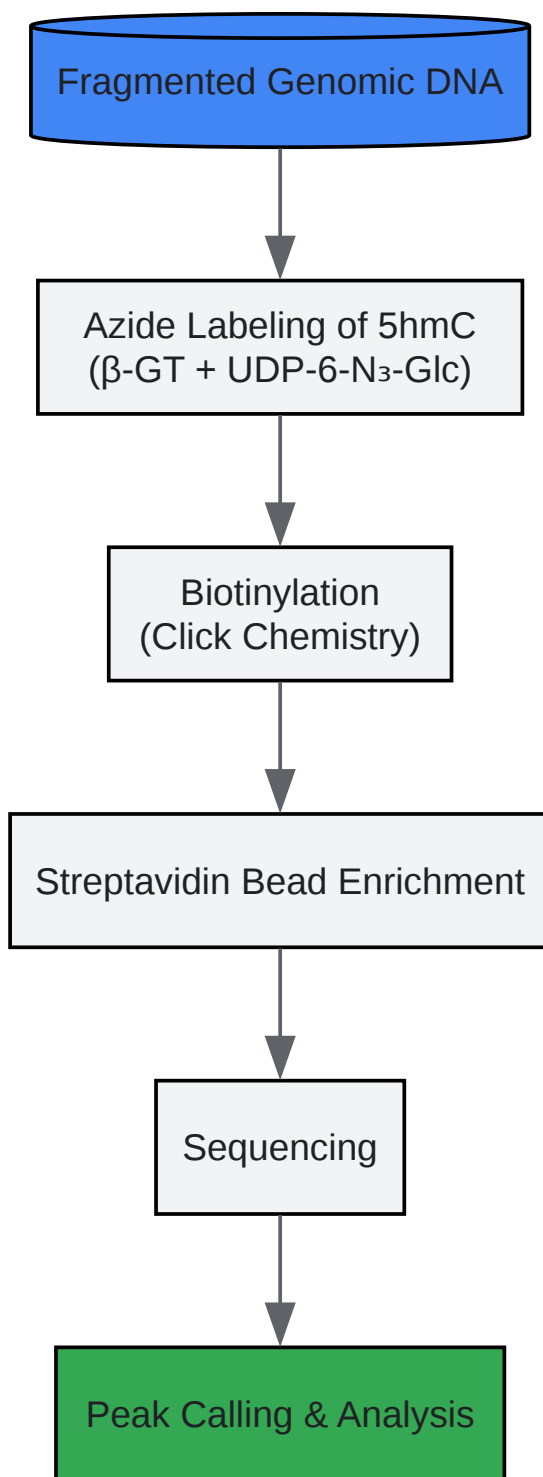 Fragmented Genomic DNA
Azide Labeling of 5hmC
(β-GT + UDP-6-N₃-Glc)
Biotinylation
(Click Chemistry)
Streptavidin Bead Enrichment
Sequencing
Peak Calling & Analysis